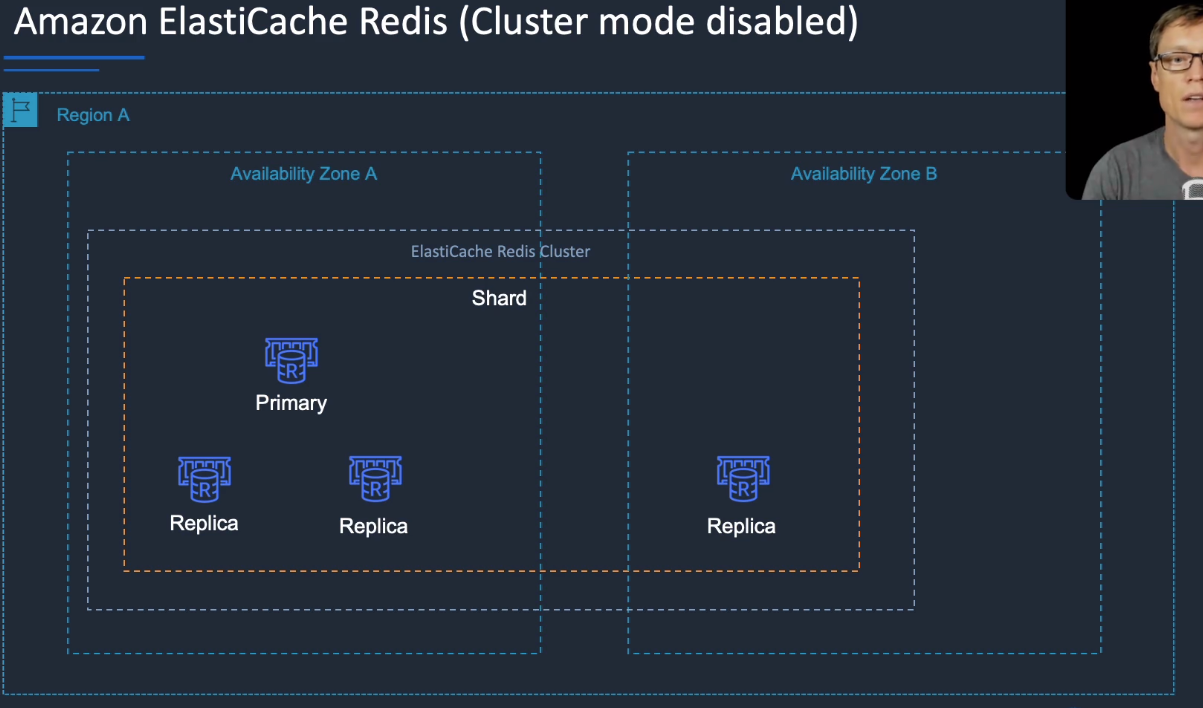 Amazon ElastiCache Redis (Cluster mode disabled)
Region A
Availability Zone A
Availability Zone B
ElastiCache Redis Cluster
Shard
R
Primary
R
R
R
Replica
Replica
Replica